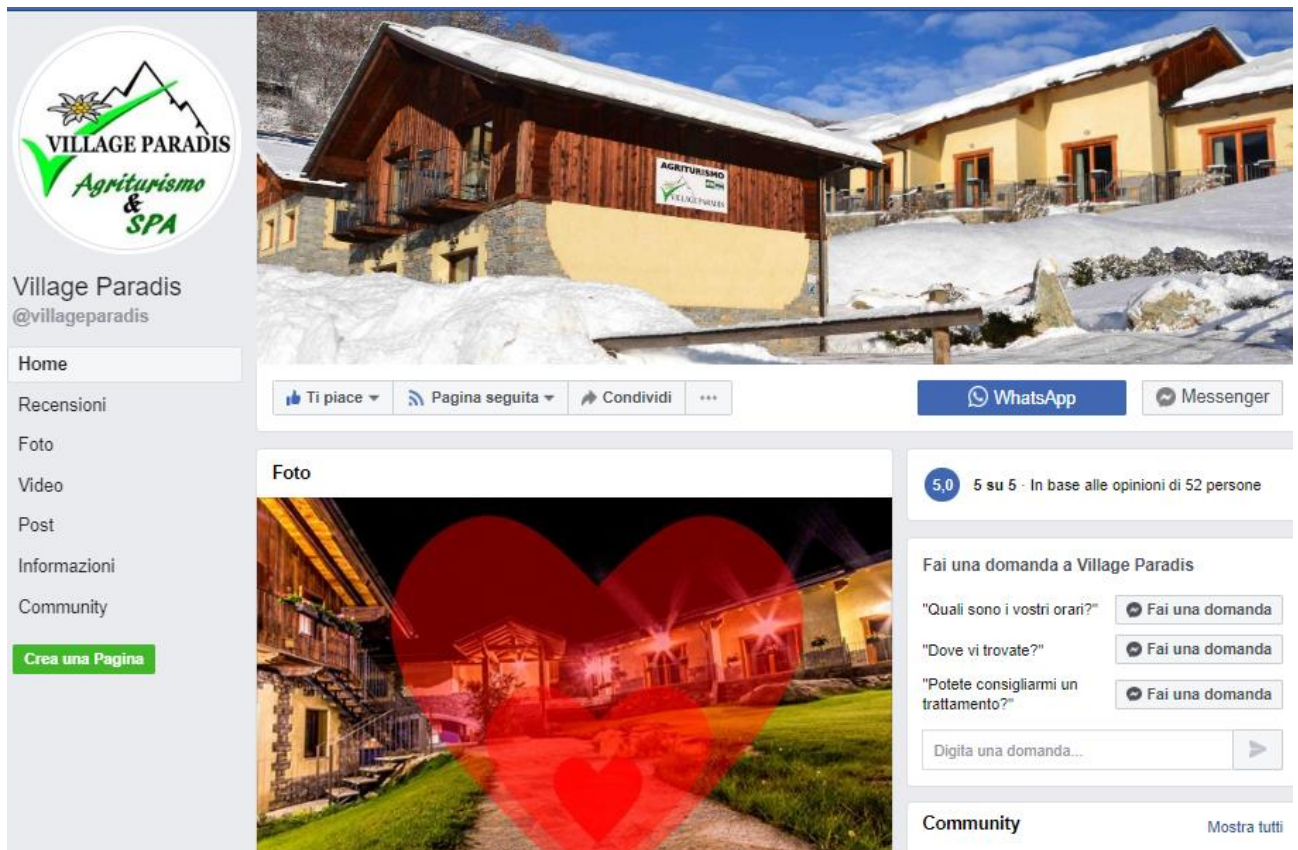 VILLAGE PARADIS
Agriturismo
&
SPA
Village Paradis
@villageparadis
Home
Recensioni
Foto
Video
Post
Informazioni
Community
Crea una Pagina
AGRITURISMO
VILLAGE PARADIS
Ti piace
Pagina seguita
Condividi
WhatsApp
Messenger
Foto
5,0 5 su 5 · In base alle opinioni di 52 persone
Fai una domanda a Village Paradis
"Quali sono i vostri orari?" Fai una domanda
"Dove vi trovate?" Fai una domanda
"Potete consigliarmi un
trattamento?" Fai una domanda
Digita una domanda...
Community Mostra tutti